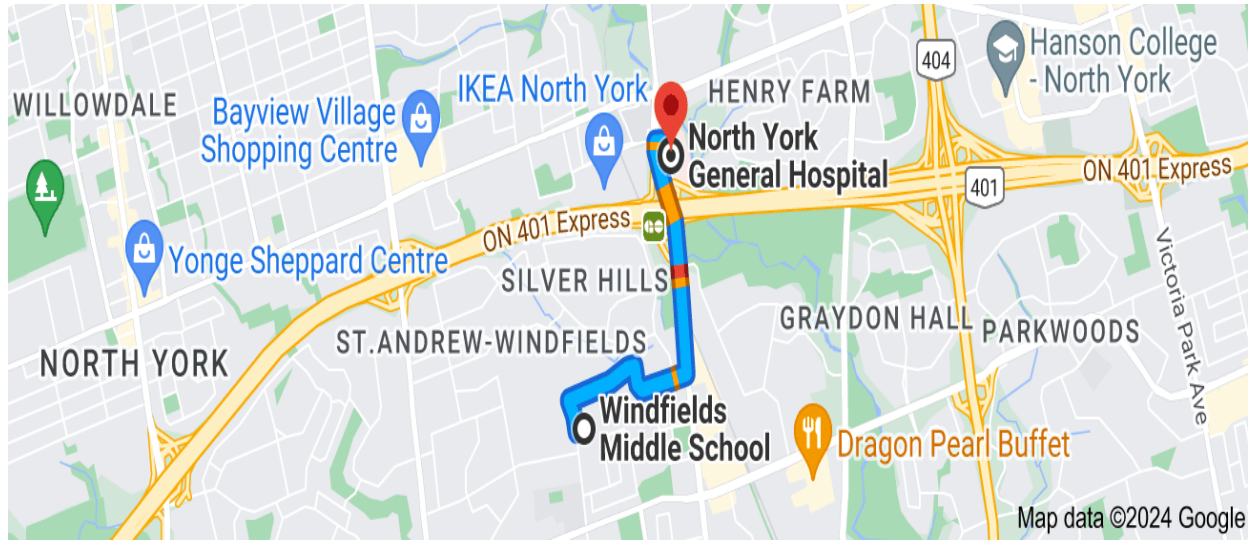 WILLOWDALE
Bayview Village
Shopping Centre
IKEA North York
HENRY FARM
404
Hanson College
- North York
North York
General Hospital
401
ON 401 Express
ON 401 Express
Yonge Sheppard Centre
SILVER HILLS
Victoria Park Ave
NORTH YORK
ST.ANDREW-WINDFIELDS
GRAYDON HALL
PARKWOODS
Windfields
Middle School
Dragon Pearl Buffet
Map data ©2024 Google